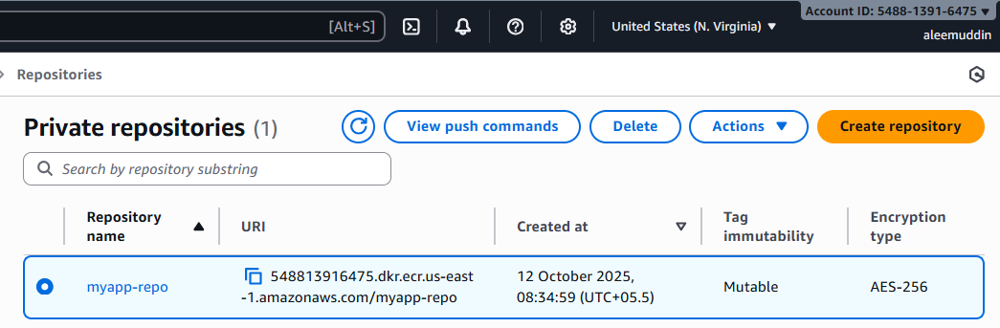 Account ID: 5488-1391-6475
[Alt+S]
United States (N. Virginia)
aleemuddin
Repositories
Private repositories (1)
View push commands
Delete
Actions
Create repository
Search by repository substring
Repository
name
URI
Created at
Tag
immutability
Encryption
type
myapp-repo
548813916475.dkr.ecr.us-east
-1.amazonaws.com/myapp-repo
12 October 2025,
08:34:59 (UTC+05.5)
Mutable
AES-256